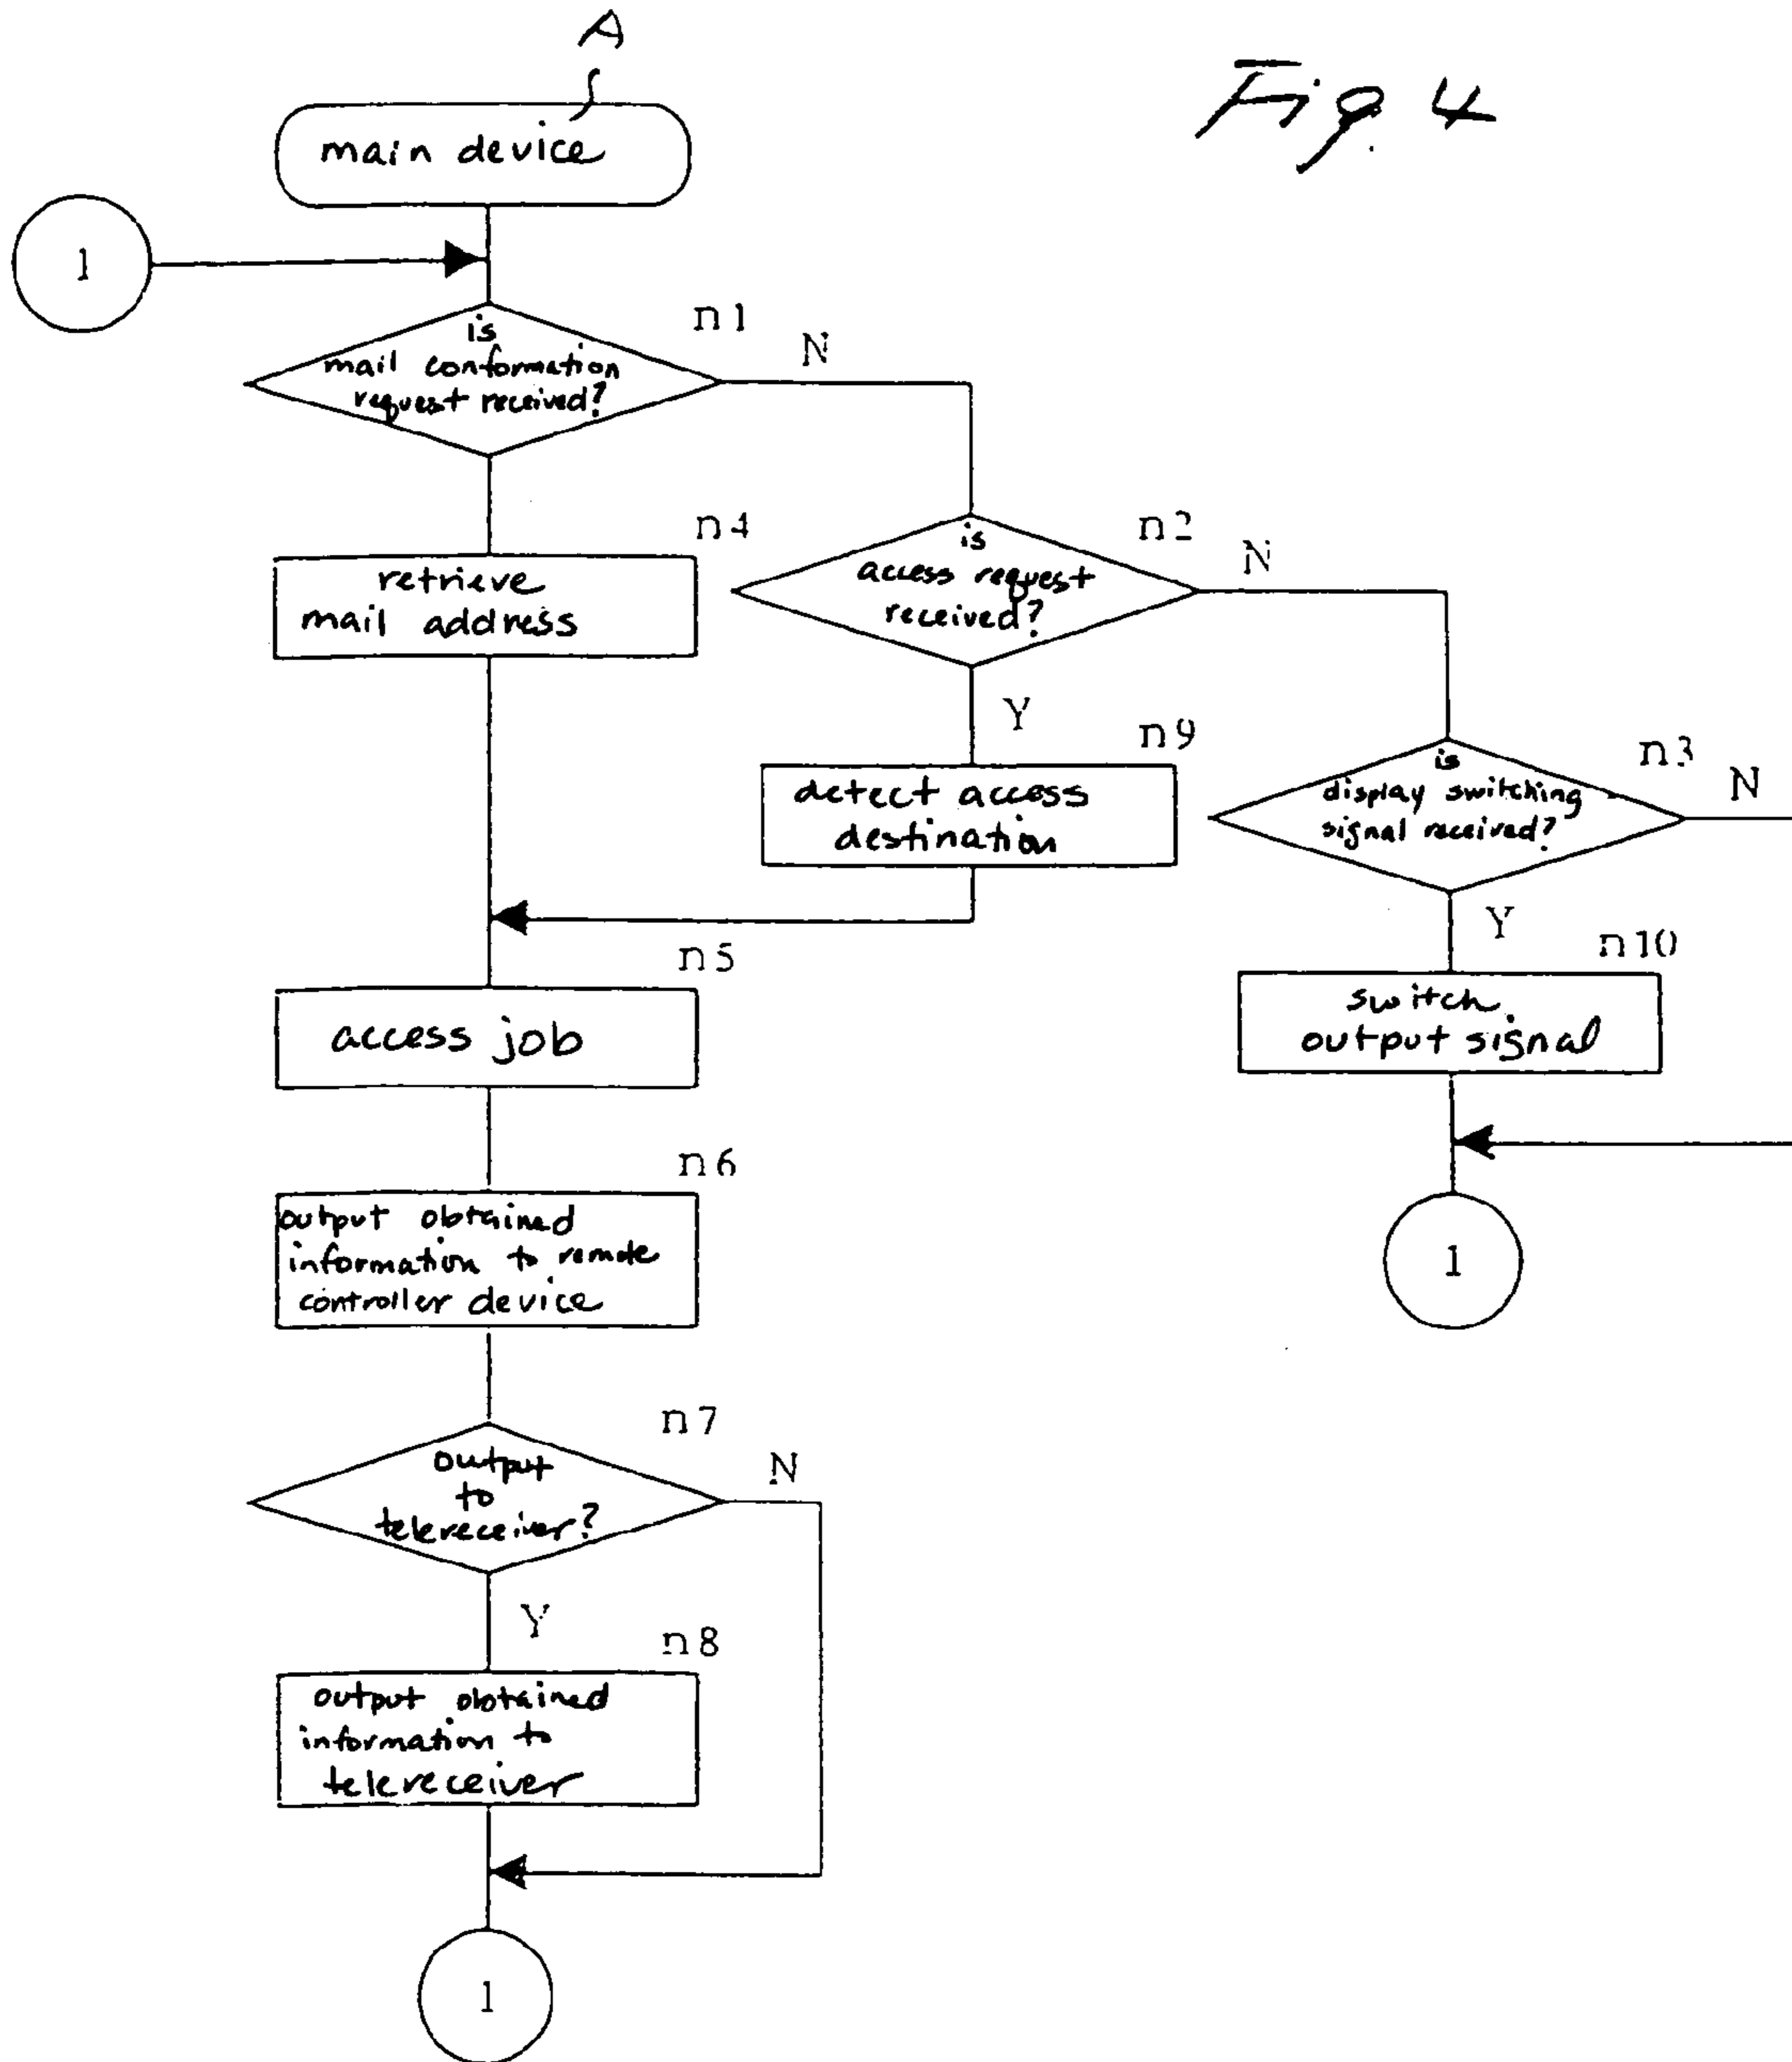 A
Fig. 4
main device
1
n1
N
is
mail conformation
request received?
n4
retrieve
mail address
n2
N
is
access request
received?
Y
n9
detect access
destination
n3
N
is
display switching
signal received?
Y
n10
switch
output signal
1
n5
access job
n6
output obtained
information to remote
controller device
n7
N
output
to
telereceiver?
Y
n8
output obtained
information to
telereceiver
1